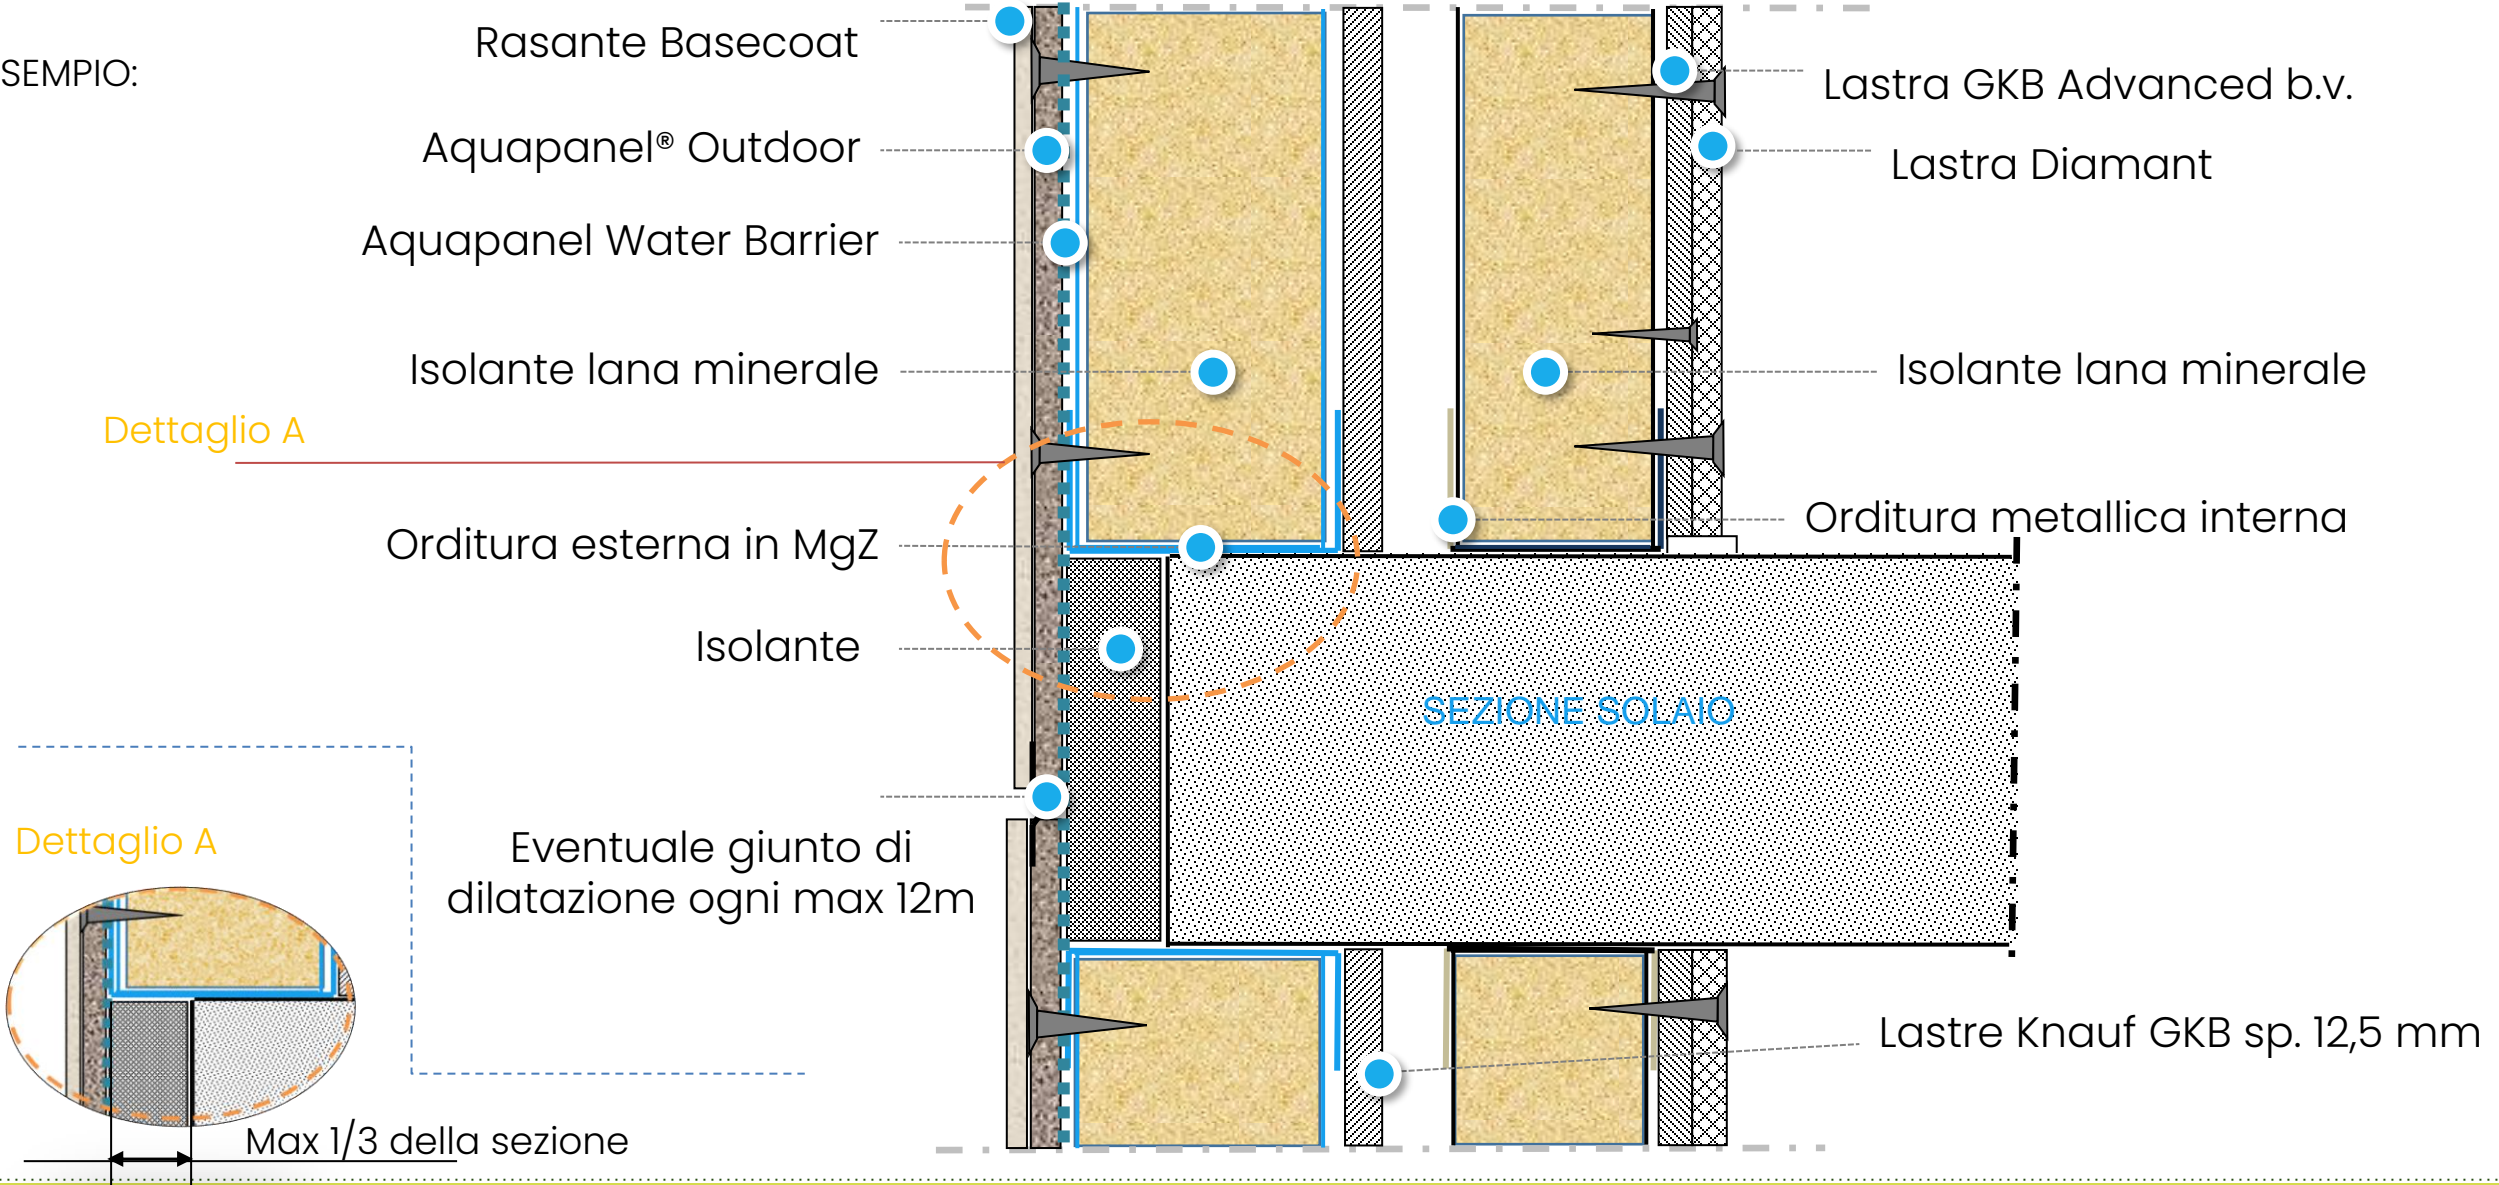 SEMPIO:
Rasante Basecoat
Aquapanel® Outdoor
Aquapanel Water Barrier
Isolante lana minerale
Dettaglio A
Orditura esterna in MgZ
Isolante
Eventuale giunto di
dilatazione ogni max 12m
Lastra GKB Advanced b.v.
Lastra Diamant
Isolante lana minerale
Orditura metallica interna
SEZIONE SOLAIO
Lastre Knauf GKB sp. 12,5 mm
Dettaglio A
Max 1/3 della sezione